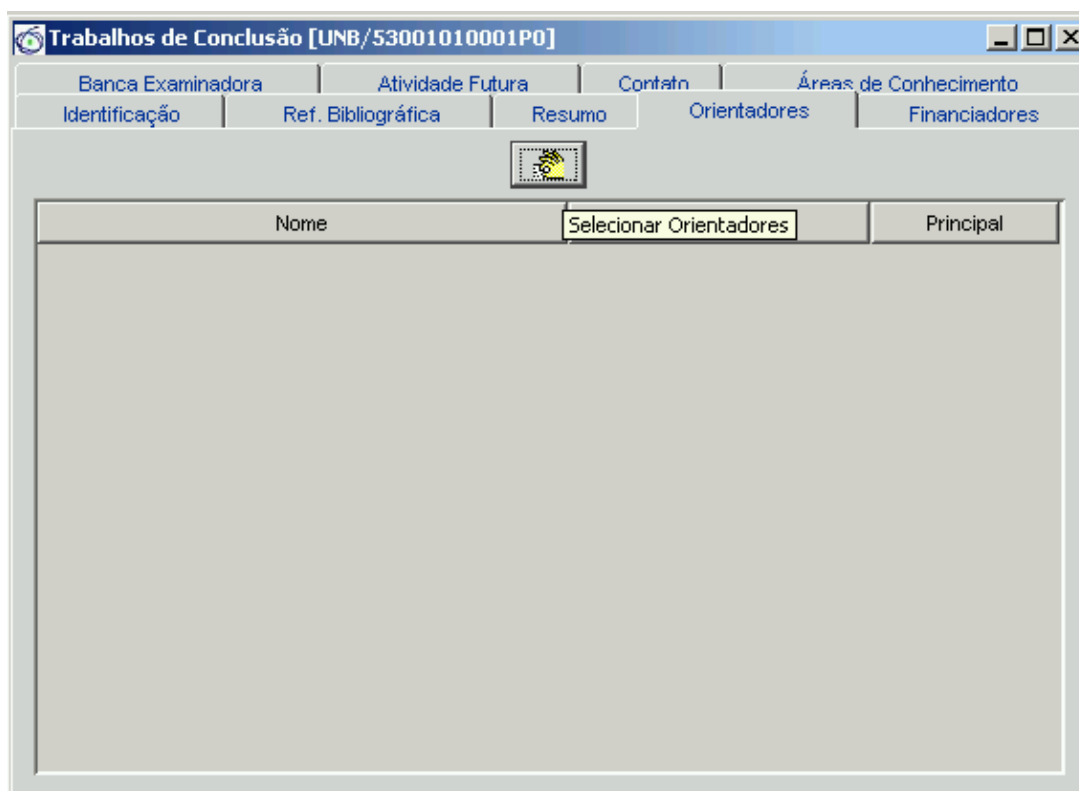 Trabalhos de Conclusão [UNB/53001010001P0]
Banca Examinadora Atividade Futura Contato Áreas de Conhecimento
Identificação Ref. Bibliográfica Resumo Orientadores Financiadores
Nome Selecionar Orientadores Principal